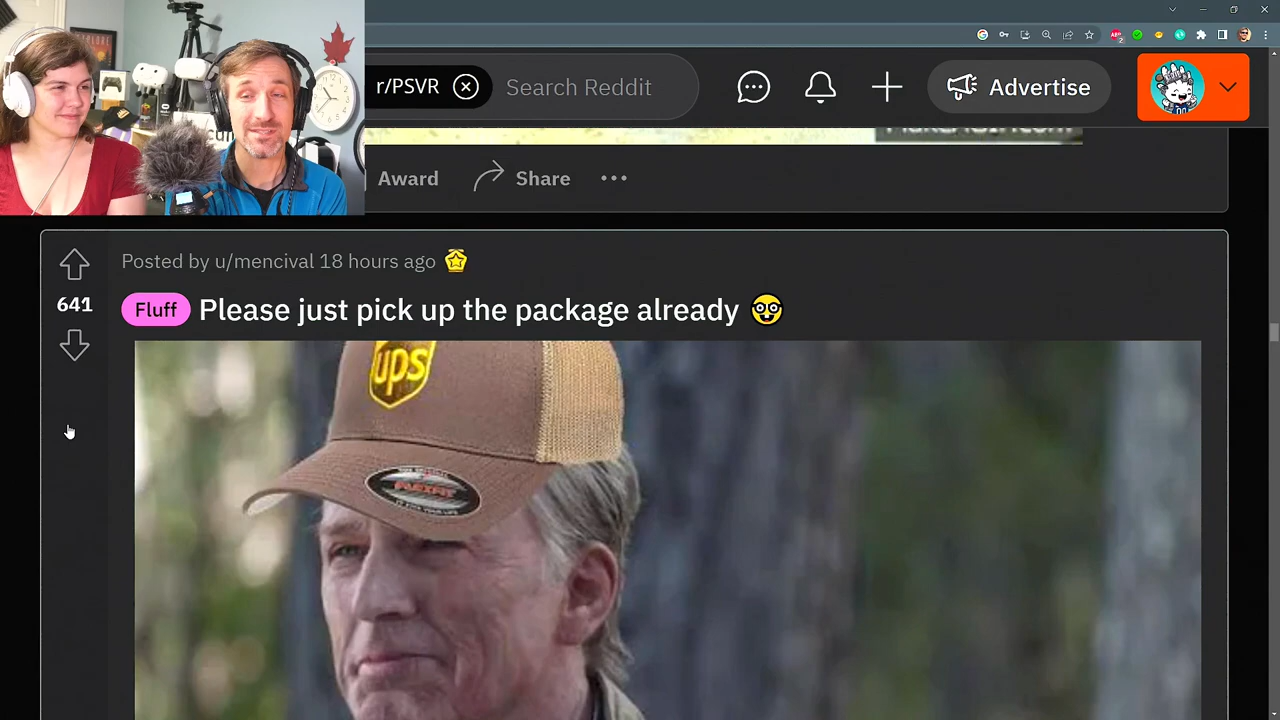 r/PSVR
Search Reddit
Advertise
Award
Share
Posted by u/mencival 18 hours ago
641
Fluff
Please just pick up the package already
ups
FLEXFIT